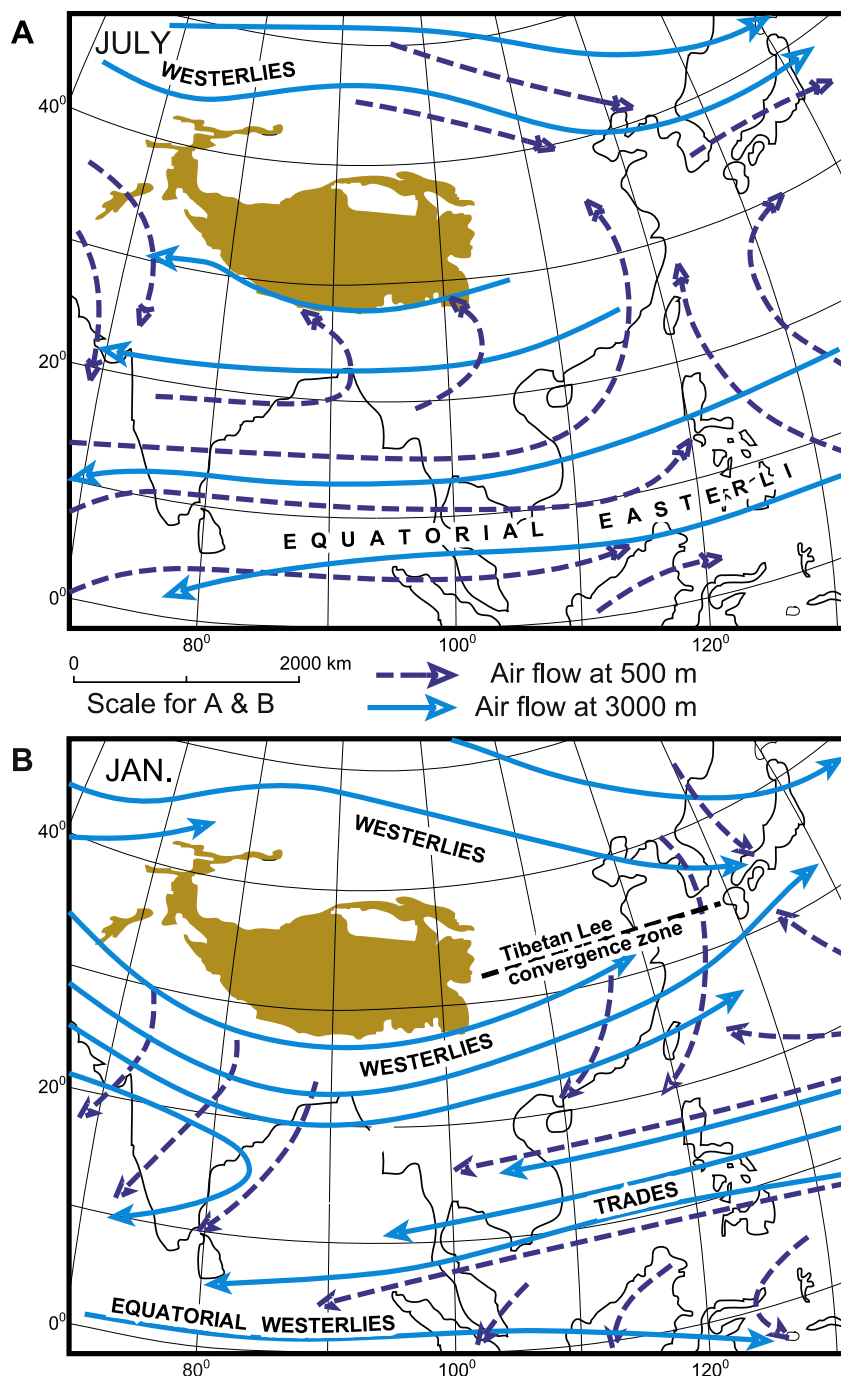 A
JULY
WESTERLIES
40⁰
20⁰
EQUATORIAL EASTERLI
0⁰
80⁰ 100⁰ 120⁰
0 2000 km
Scale for A & B
Air flow at 500 m
Air flow at 3000 m
B
JAN.
WESTERLIES
40⁰
Tibetan Lee
convergence zone
WESTERLIES
20⁰
TRADES
EQUATORIAL WESTERLIES
0⁰
80⁰ 100⁰ 120⁰